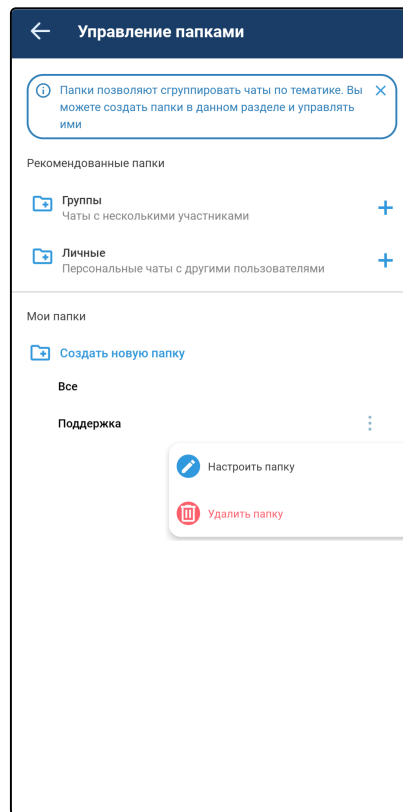 Управление папками
Папки позволяют сгруппировать чаты по тематике. Вы
можете создать папки в данном разделе и управлять
ими
Рекомендованные папки
Группы
Чаты с несколькими участниками
Личные
Персональные чаты с другими пользователями
Мои папки
Создать новую папку
Все
Поддержка
Настроить папку
Удалить папку